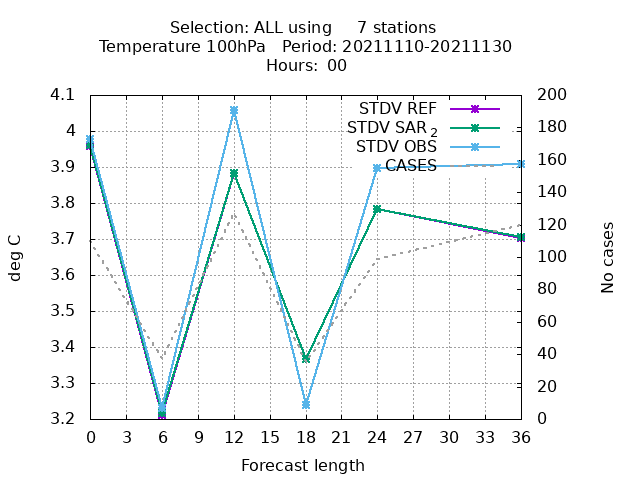 Selection: ALL using 7 stations
Temperature 100hPa Period: 20211110-20211130
Hours: 00
4.1
4
3.9
3.8
3.7
3.6
3.5
3.4
3.3
3.2
deg C
STDV REF
STDV SAR 2
STDV OBS
CASES
200
180
160
140
120
100
80
60
40
20
0
No cases
0 3 6 9 12 15 18 21 24 27 30 33 36
Forecast length